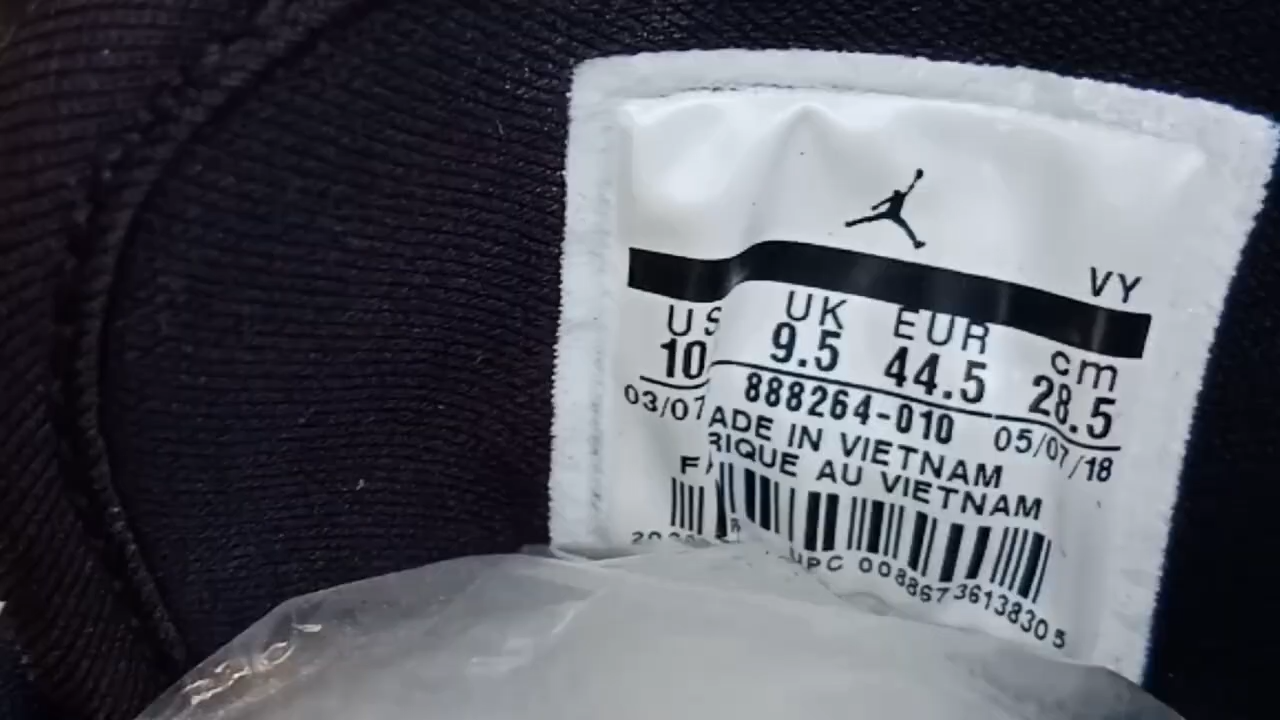 VY
US UK EUR cm
10 9.5 44.5 28.5
03/07 888264-010 05/07/18
ADE IN VIETNAM
RIQUE AU VIETNAM
UPC 00886736138305